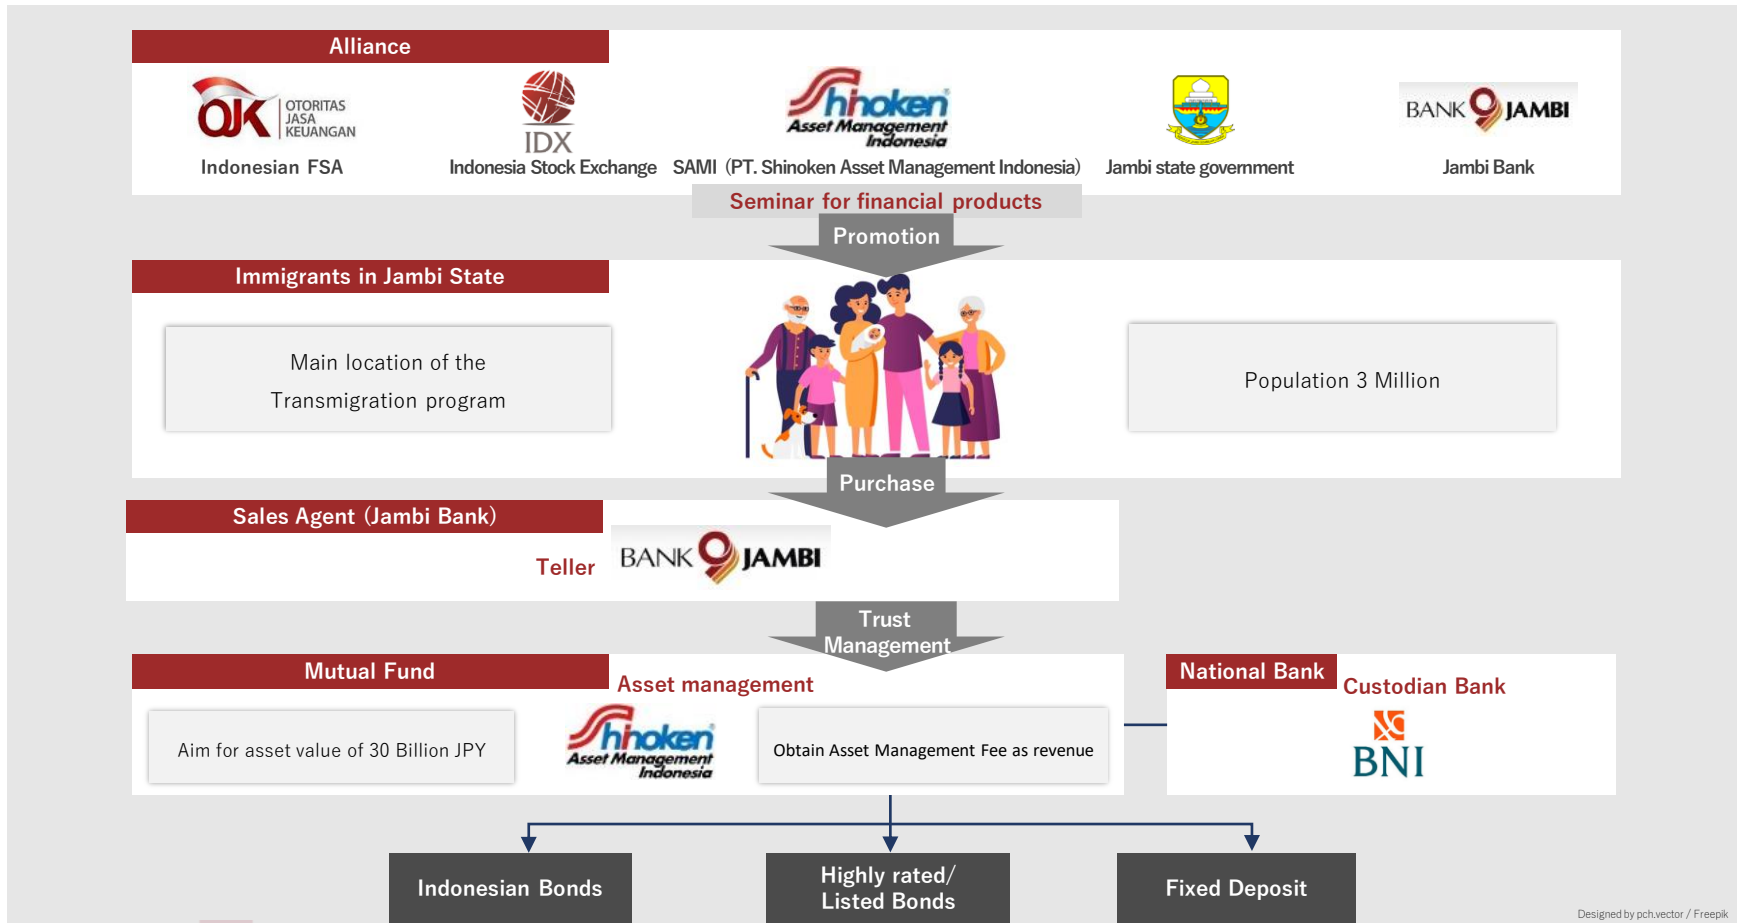 Alliance
OJK OTORITAS
JASA
KEUANGAN
Indonesian FSA
IDX
Indonesia Stock Exchange
Shinoken
Asset Management
Indonesia
SAMI (PT. Shinoken Asset Management Indonesia)
Jambi state government
BANK 9 JAMBI
Jambi Bank
Seminar for financial products
Promotion
Immigrants in Jambi State
Main location of the
Transmigration program
Population 3 Million
Purchase
Sales Agent (Jambi Bank)
Teller
BANK 9 JAMBI
Trust
Management
Mutual Fund
Asset management
Aim for asset value of 30 Billion JPY
Shinoken
Asset Management
Indonesia
Obtain Asset Management Fee as revenue
National Bank
Custodian Bank
BNI
Indonesian Bonds
Highly rated/
Listed Bonds
Fixed Deposit
Designed by pch.vector / Freepik